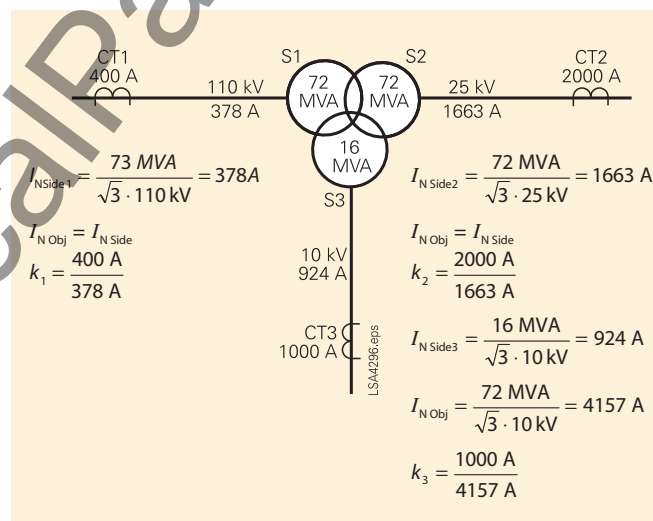 CT1
400 A
110 kV
378 A
S1
72
MVA
S2
72
MVA
16
MVA
S3
25 kV
1663 A
CT2
2000 A
I_NSide1 = 73 MVA / (√3 · 110 kV) = 378A
I_N Obj = I_N Side
k_1 = 400 A / 378 A
10 kV
924 A
CT3
1000 A
LSA4296.eps
I_N Side2 = 72 MVA / (√3 · 25 kV) = 1663 A
I_N Obj = I_N Side
k_2 = 2000 A / 1663 A
I_N Side3 = 16 MVA / (√3 · 10 kV) = 924 A
I_N Obj = 72 MVA / (√3 · 10 kV) = 4157 A
k_3 = 1000 A / 4157 A